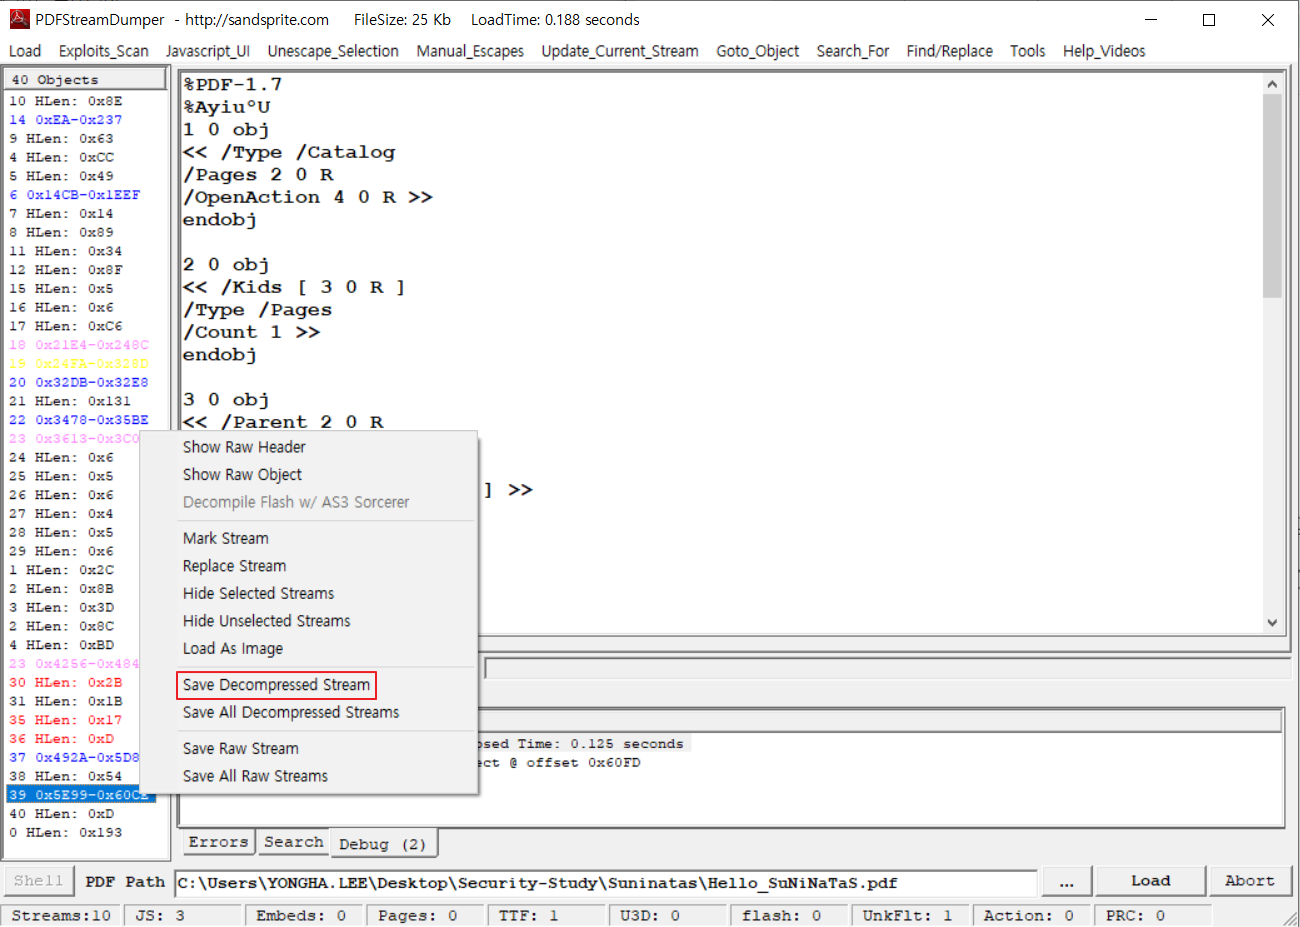 PDFStreamDumper - http://sandsprite.com FileSize: 25 Kb LoadTime: 0.188 seconds
Load Exploits_Scan Javascript_UI Unescape_Selection Manual_Escapes Update_Current_Stream Goto_Object Search_For Find/Replace Tools Help_Videos
40 Objects
10 HLen: 0x8E
14 0xEA-0x237
9 HLen: 0x63
4 HLen: 0xCC
5 HLen: 0x49
6 0x14CB-0x1EEF
7 HLen: 0x14
8 HLen: 0x89
11 HLen: 0x34
12 HLen: 0x8F
15 HLen: 0x5
16 HLen: 0x6
17 HLen: 0xC6
18 0x21E4-0x248C
19 0x24FA-0x328D
20 0x32DB-0x32E8
21 HLen: 0x131
22 0x3478-0x35BE
23 0x3613-0x3C0
24 HLen: 0x6
25 HLen: 0x5
26 HLen: 0x6
27 HLen: 0x4
28 HLen: 0x5
29 HLen: 0x6
1 HLen: 0x2C
2 HLen: 0x8B
3 HLen: 0x3D
2 HLen: 0x8C
4 HLen: 0xBD
23 0x4256-0x484
30 HLen: 0x2B
31 HLen: 0x1B
35 HLen: 0x17
36 HLen: 0xD
37 0x492A-0x5D8
38 HLen: 0x54
39 0x5E99-0x60CE
40 HLen: 0xD
0 HLen: 0x193
%PDF-1.7
%Ayiu°U
1 0 obj
<< /Type /Catalog
/Pages 2 0 R
/OpenAction 4 0 R >>
endobj
2 0 obj
<< /Kids [ 3 0 R ]
/Type /Pages
/Count 1 >>
endobj
3 0 obj
<< /Parent 2 0 R
] >>
Show Raw Header
Show Raw Object
Decompile Flash w/ AS3 Sorcerer
Mark Stream
Replace Stream
Hide Selected Streams
Hide Unselected Streams
Load As Image
Save Decompressed Stream
Save All Decompressed Streams
Save Raw Stream
Save All Raw Streams
osed Time: 0.125 seconds
ect @ offset 0x60FD
Errors Search Debug (2)
Shell PDF Path C:\Users\YONGHA.LEE\Desktop\Security-Study\Suninatas\Hello_SuNiNaTaS.pdf ... Load Abort
Streams:10 JS: 3 Embeds: 0 Pages: 0 TTF: 1 U3D: 0 flash: 0 UnkFlt: 1 Action: 0 PRC: 0